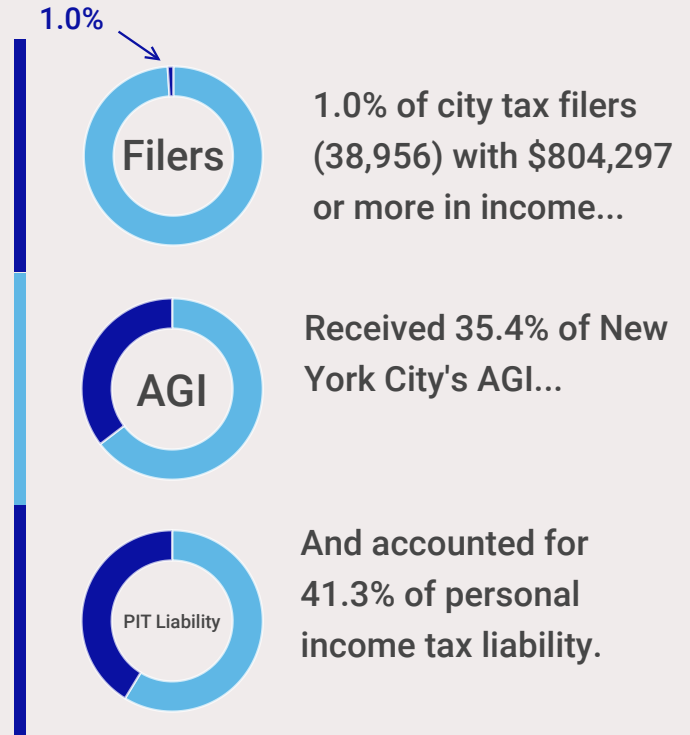 1.0%
Filers
1.0% of city tax filers
(38,956) with $804,297
or more in income...
AGI
Received 35.4% of New
York City's AGI...
PIT Liability
And accounted for
41.3% of personal
income tax liability.